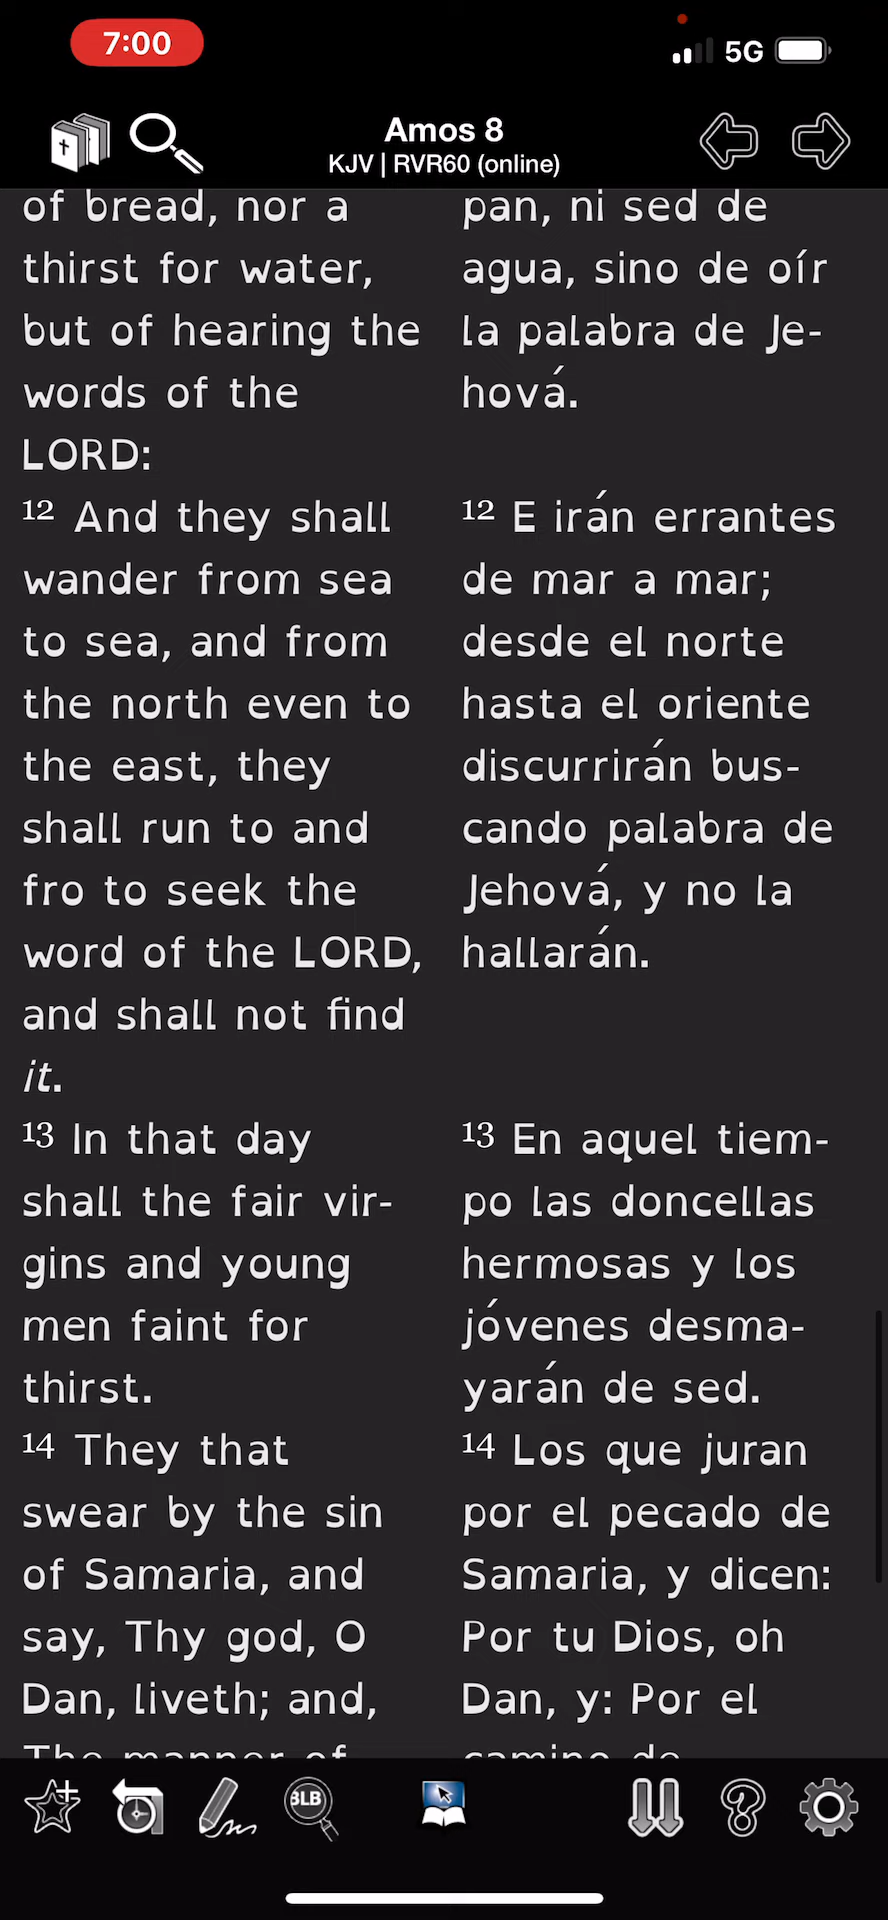 7:00
5G
Amos 8
KJV | RVR60 (online)
of bread, nor a
thirst for water,
but of hearing the
words of the
LORD:
12 And they shall
wander from sea
to sea, and from
the north even to
the east, they
shall run to and
fro to seek the
word of the LORD,
and shall not find
it.
13 In that day
shall the fair vir-
gins and young
men faint for
thirst.
14 They that
swear by the sin
of Samaria, and
say, Thy god, O
Dan, liveth; and,
The manner of
pan, ni sed de
agua, sino de oír
la palabra de Je-
hová.
12 E irán errantes
de mar a mar;
desde el norte
hasta el oriente
discurrirán bus-
cando palabra de
Jehová, y no la
hallarán.
13 En aquel tiem-
po las doncellas
hermosas y los
jóvenes desma-
yarán de sed.
14 Los que juran
por el pecado de
Samaria, y dicen:
Por tu Dios, oh
Dan, y: Por el
camino de
BLB